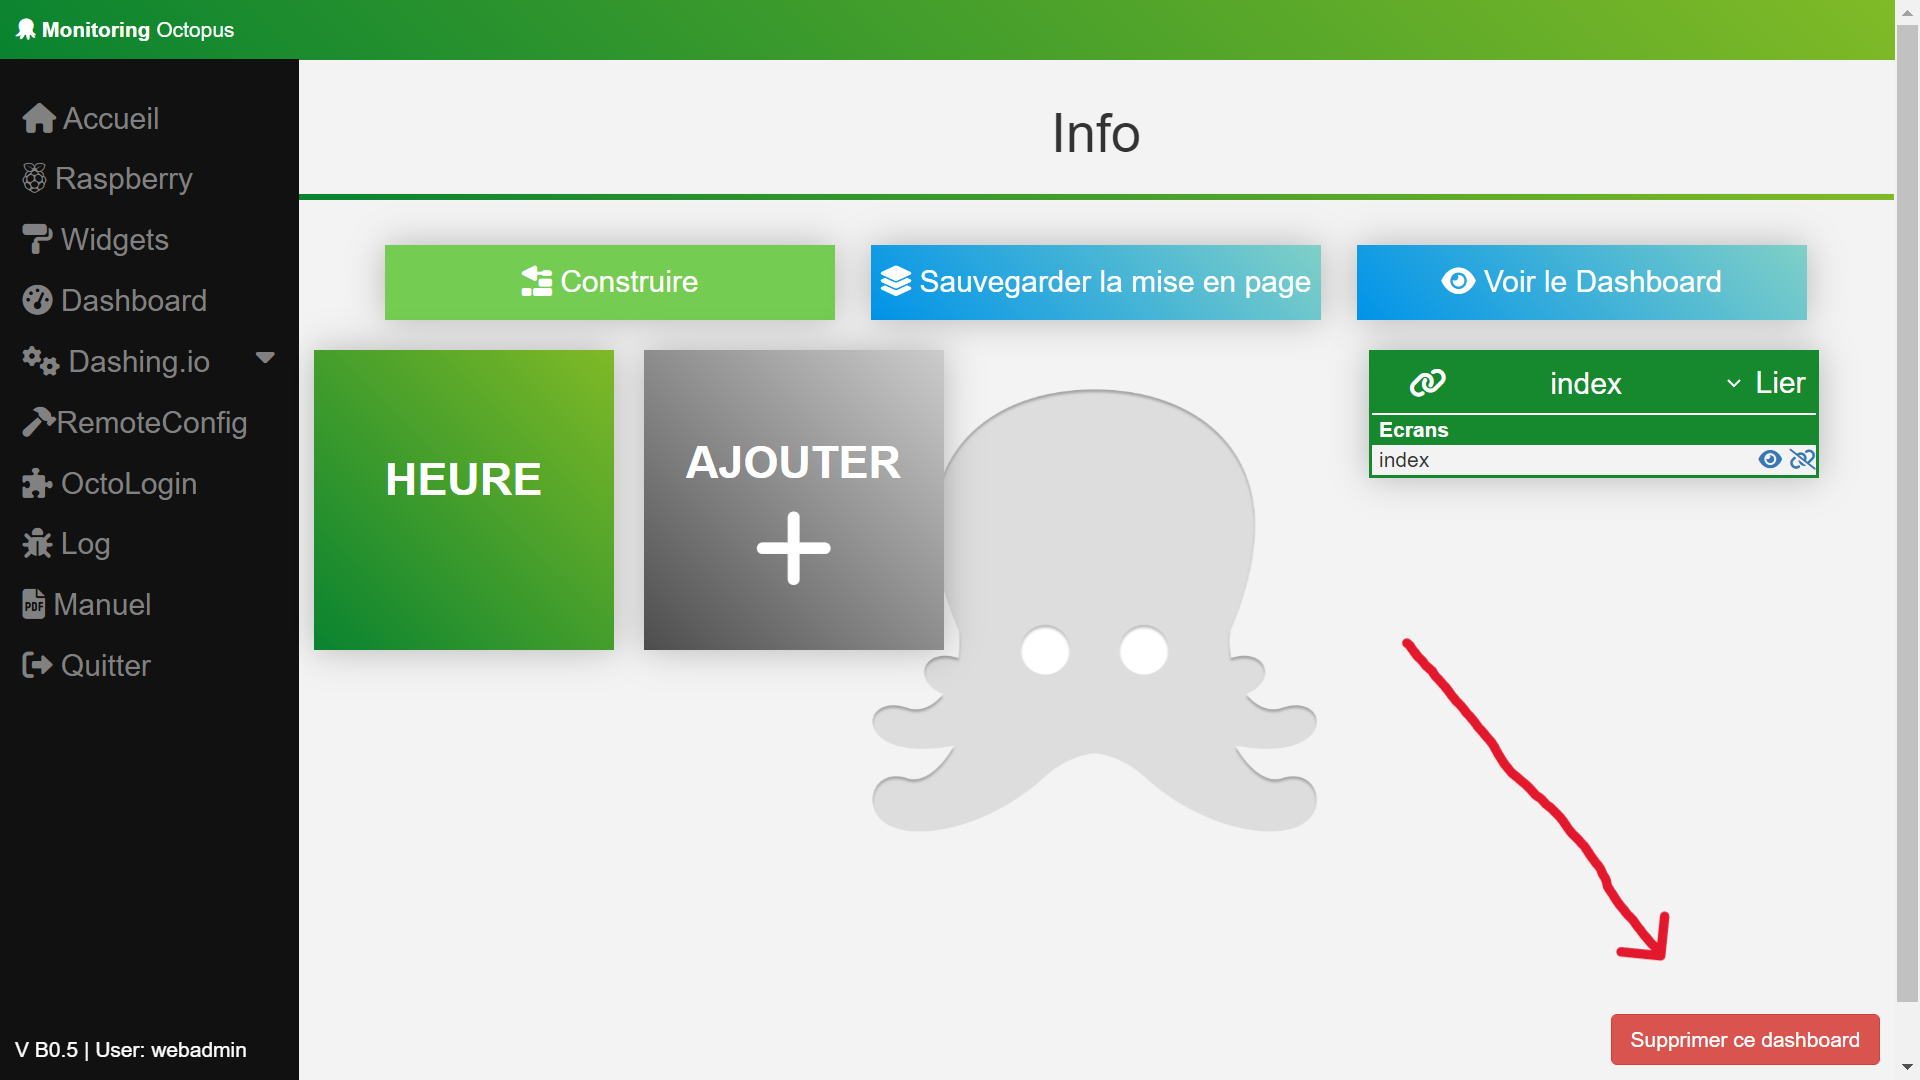 Monitoring Octopus
Accueil
Raspberry
Widgets
Dashboard
Dashing.io
RemoteConfig
OctoLogin
Log
PDF Manuel
Quitter
V B0.5 | User: webadmin
Info
Construire
Sauvegarder la mise en page
Voir le Dashboard
HEURE
AJOUTER
index Lier
Ecrans
index
Supprimer ce dashboard